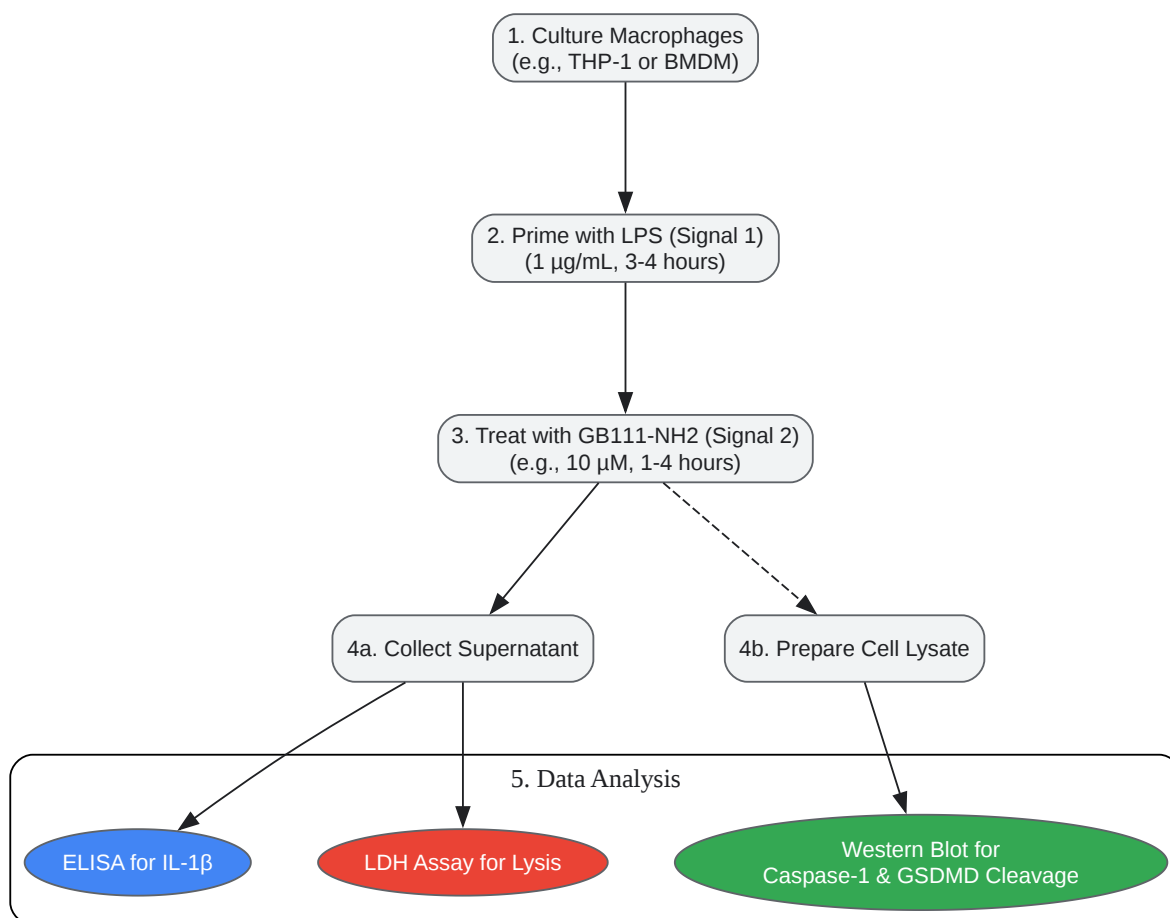 1. Culture Macrophages
(e.g., THP-1 or BMDM)
2. Prime with LPS (Signal 1)
(1 µg/mL, 3-4 hours)
3. Treat with GB111-NH2 (Signal 2)
(e.g., 10 µM, 1-4 hours)
4a. Collect Supernatant
4b. Prepare Cell Lysate
5. Data Analysis
ELISA for IL-1β
LDH Assay for Lysis
Western Blot for
Caspase-1 & GSDMD Cleavage